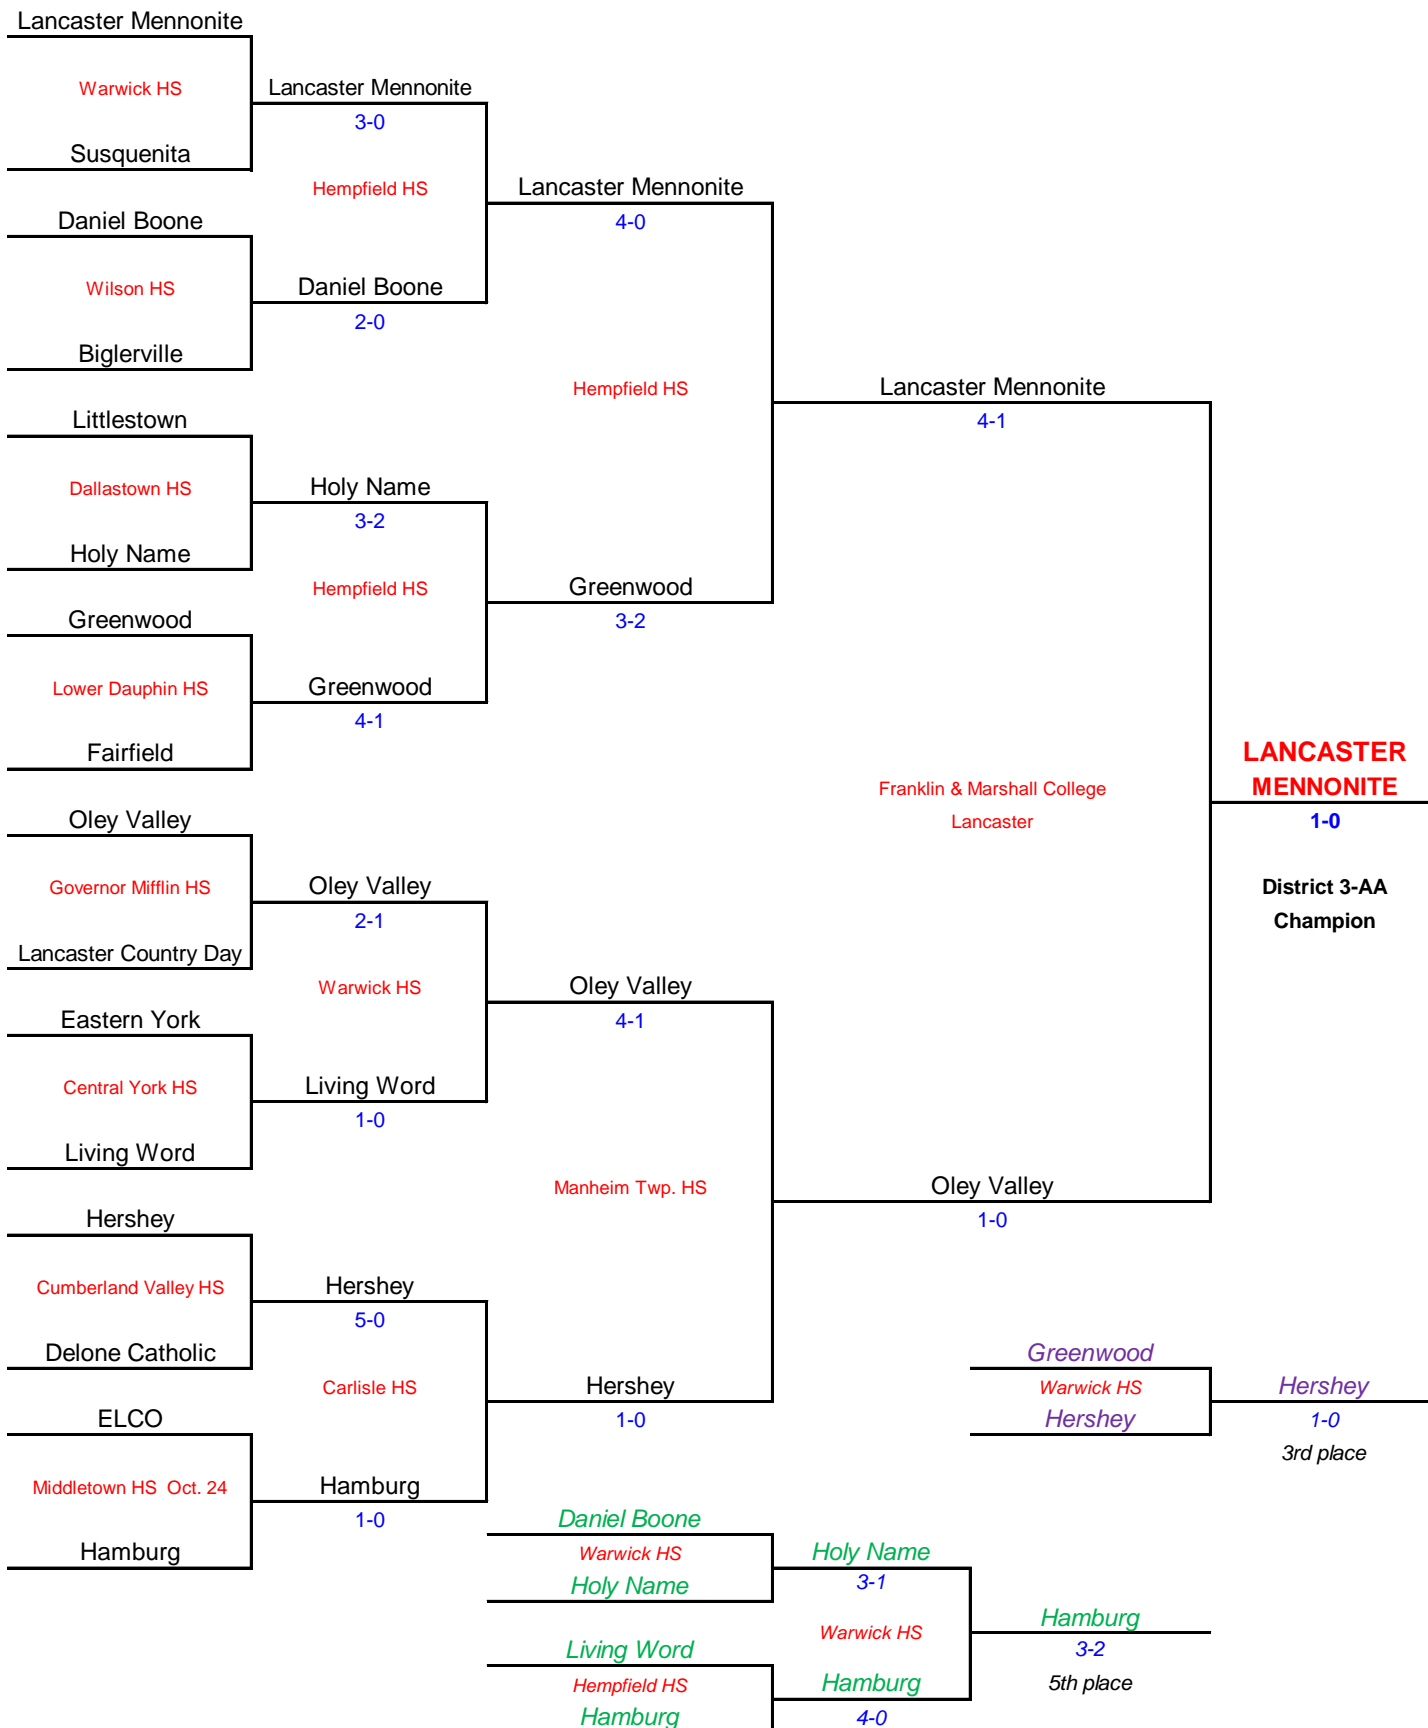 Lancaster Mennonite
Warwick HS
Lancaster Mennonite
3-0
Susquenita
Hempfield HS
Lancaster Mennonite
4-0
Daniel Boone
Wilson HS
Daniel Boone
2-0
Biglerville
Hempfield HS
Lancaster Mennonite
4-1
Littlestown
Dallastown HS
Holy Name
3-2
Holy Name
Hempfield HS
Greenwood
3-2
Greenwood
Lower Dauphin HS
Greenwood
4-1
Fairfield
LANCASTER
MENNONITE
1-0
Franklin & Marshall College
Lancaster
District 3-AA
Champion
Oley Valley
Governor Mifflin HS
Oley Valley
2-1
Lancaster Country Day
Warwick HS
Oley Valley
4-1
Eastern York
Central York HS
Living Word
1-0
Living Word
Manheim Twp. HS
Oley Valley
1-0
Hershey
Cumberland Valley HS
Hershey
5-0
Delone Catholic
Carlisle HS
Hershey
1-0
Greenwood
Warwick HS
Hershey
Hershey
1-0
3rd place
ELCO
Middletown HS Oct. 24
Hamburg
1-0
Hamburg
Daniel Boone
Warwick HS
Holy Name
Holy Name
3-1
Warwick HS
Hamburg
3-2
5th place
Living Word
Hempfield HS
Hamburg
Hamburg
4-0